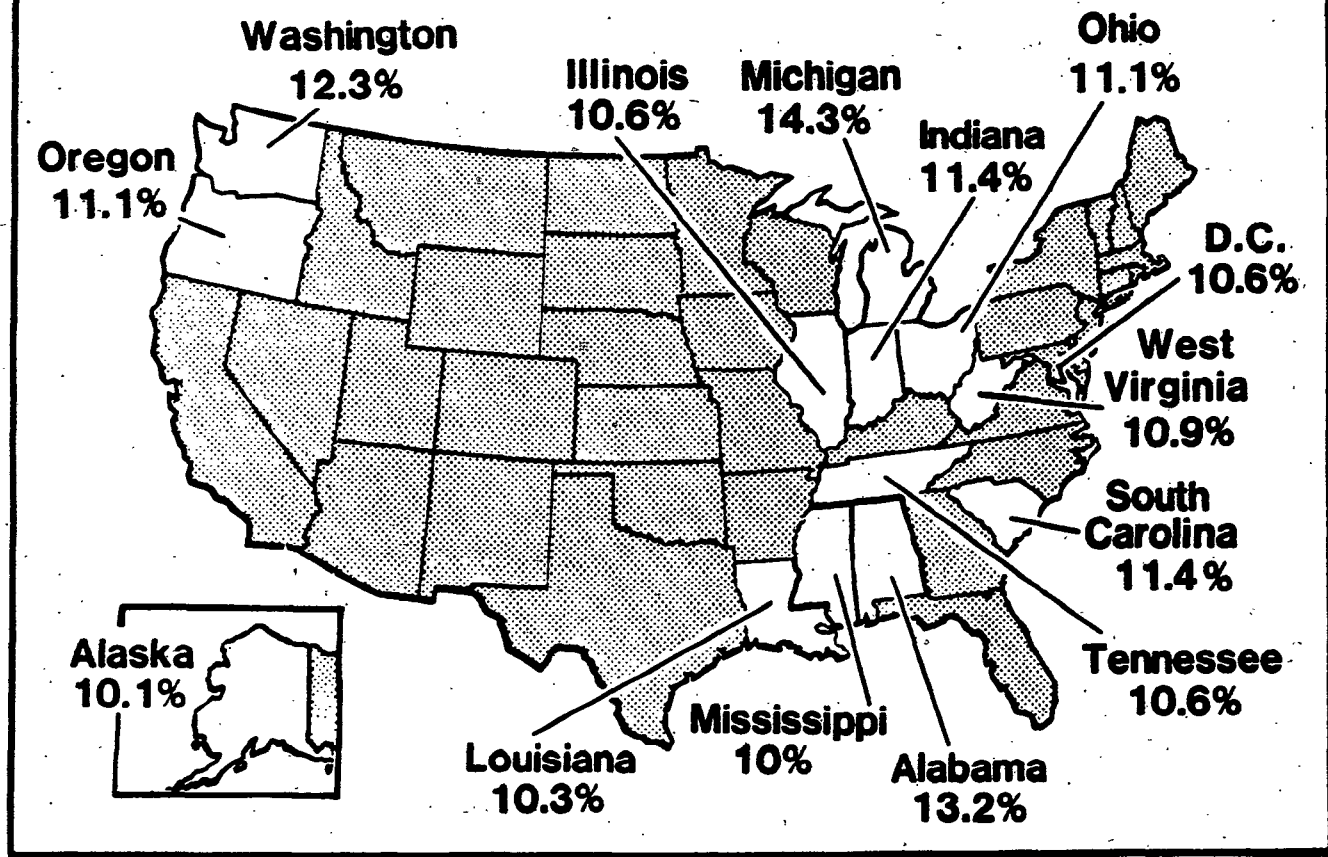 Washington
12.3%
Illinois
10.6%
Michigan
14.3%
Ohio
11.1%
Indiana
11.4%
Oregon
11.1%
D.C.
10.6%
West
Virginia
10.9%
South
Carolina
11.4%
Tennessee
10.6%
Alaska
10.1%
Louisiana
10.3%
Mississippi
10%
Alabama
13.2%